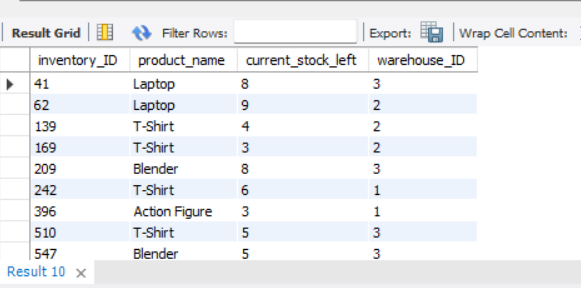 Result Grid Filter Rows: Export: Wrap Cell Content:
inventory_ID product_name current_stock_left warehouse_ID
41 Laptop 8 3
62 Laptop 9 2
139 T-Shirt 4 2
169 T-Shirt 3 2
209 Blender 8 3
242 T-Shirt 6 1
396 Action Figure 3 1
510 T-Shirt 5 3
547 Blender 5 3
Result 10